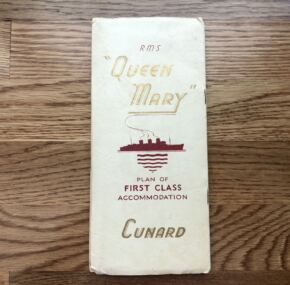 RMS
"QUEEN
MARY"
PLAN OF
FIRST CLASS
ACCOMMODATION
CUNARD